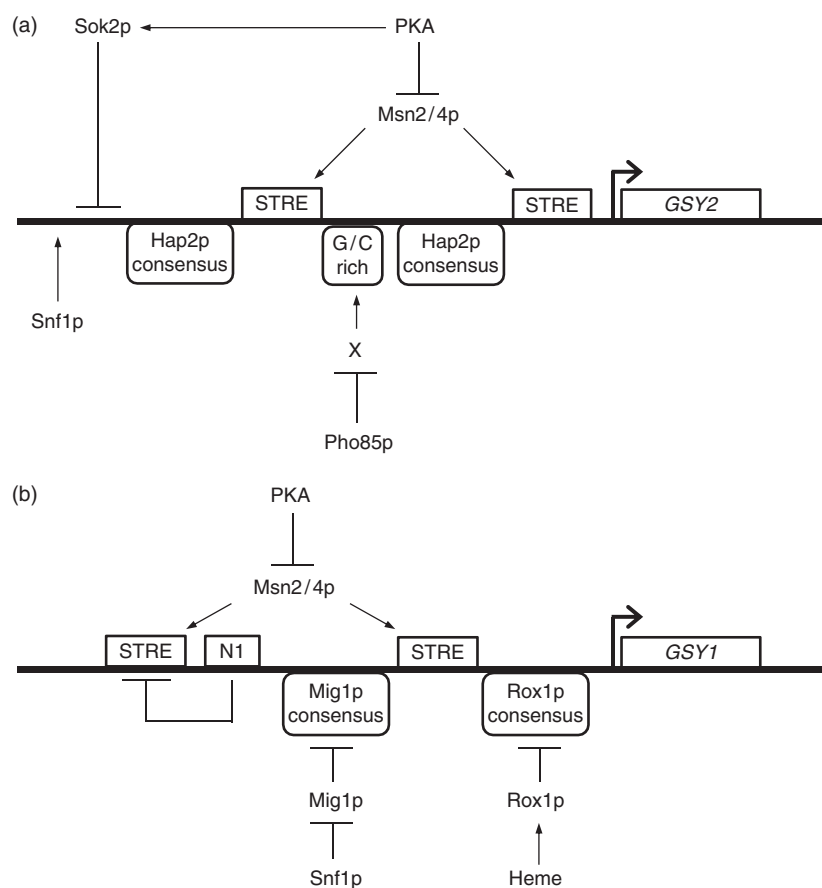 (a)
Sok2p
PKA
Msn2/4p
STRE
STRE
GSY2
Hap2p
consensus
G/C
rich
Hap2p
consensus
Snf1p
X
Pho85p
(b)
PKA
Msn2/4p
STRE
N1
STRE
GSY1
Mig1p
consensus
Rox1p
consensus
Mig1p
Rox1p
Snf1p
Heme